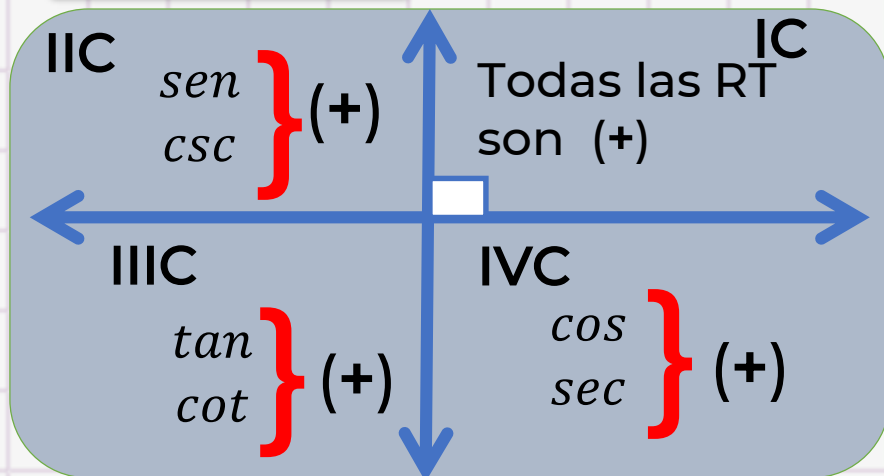 IIC
sen
csc
(+)
IC
Todas las RT
son (+)
IIIC
tan
cot
(+)
IVC
cos
sec
(+)